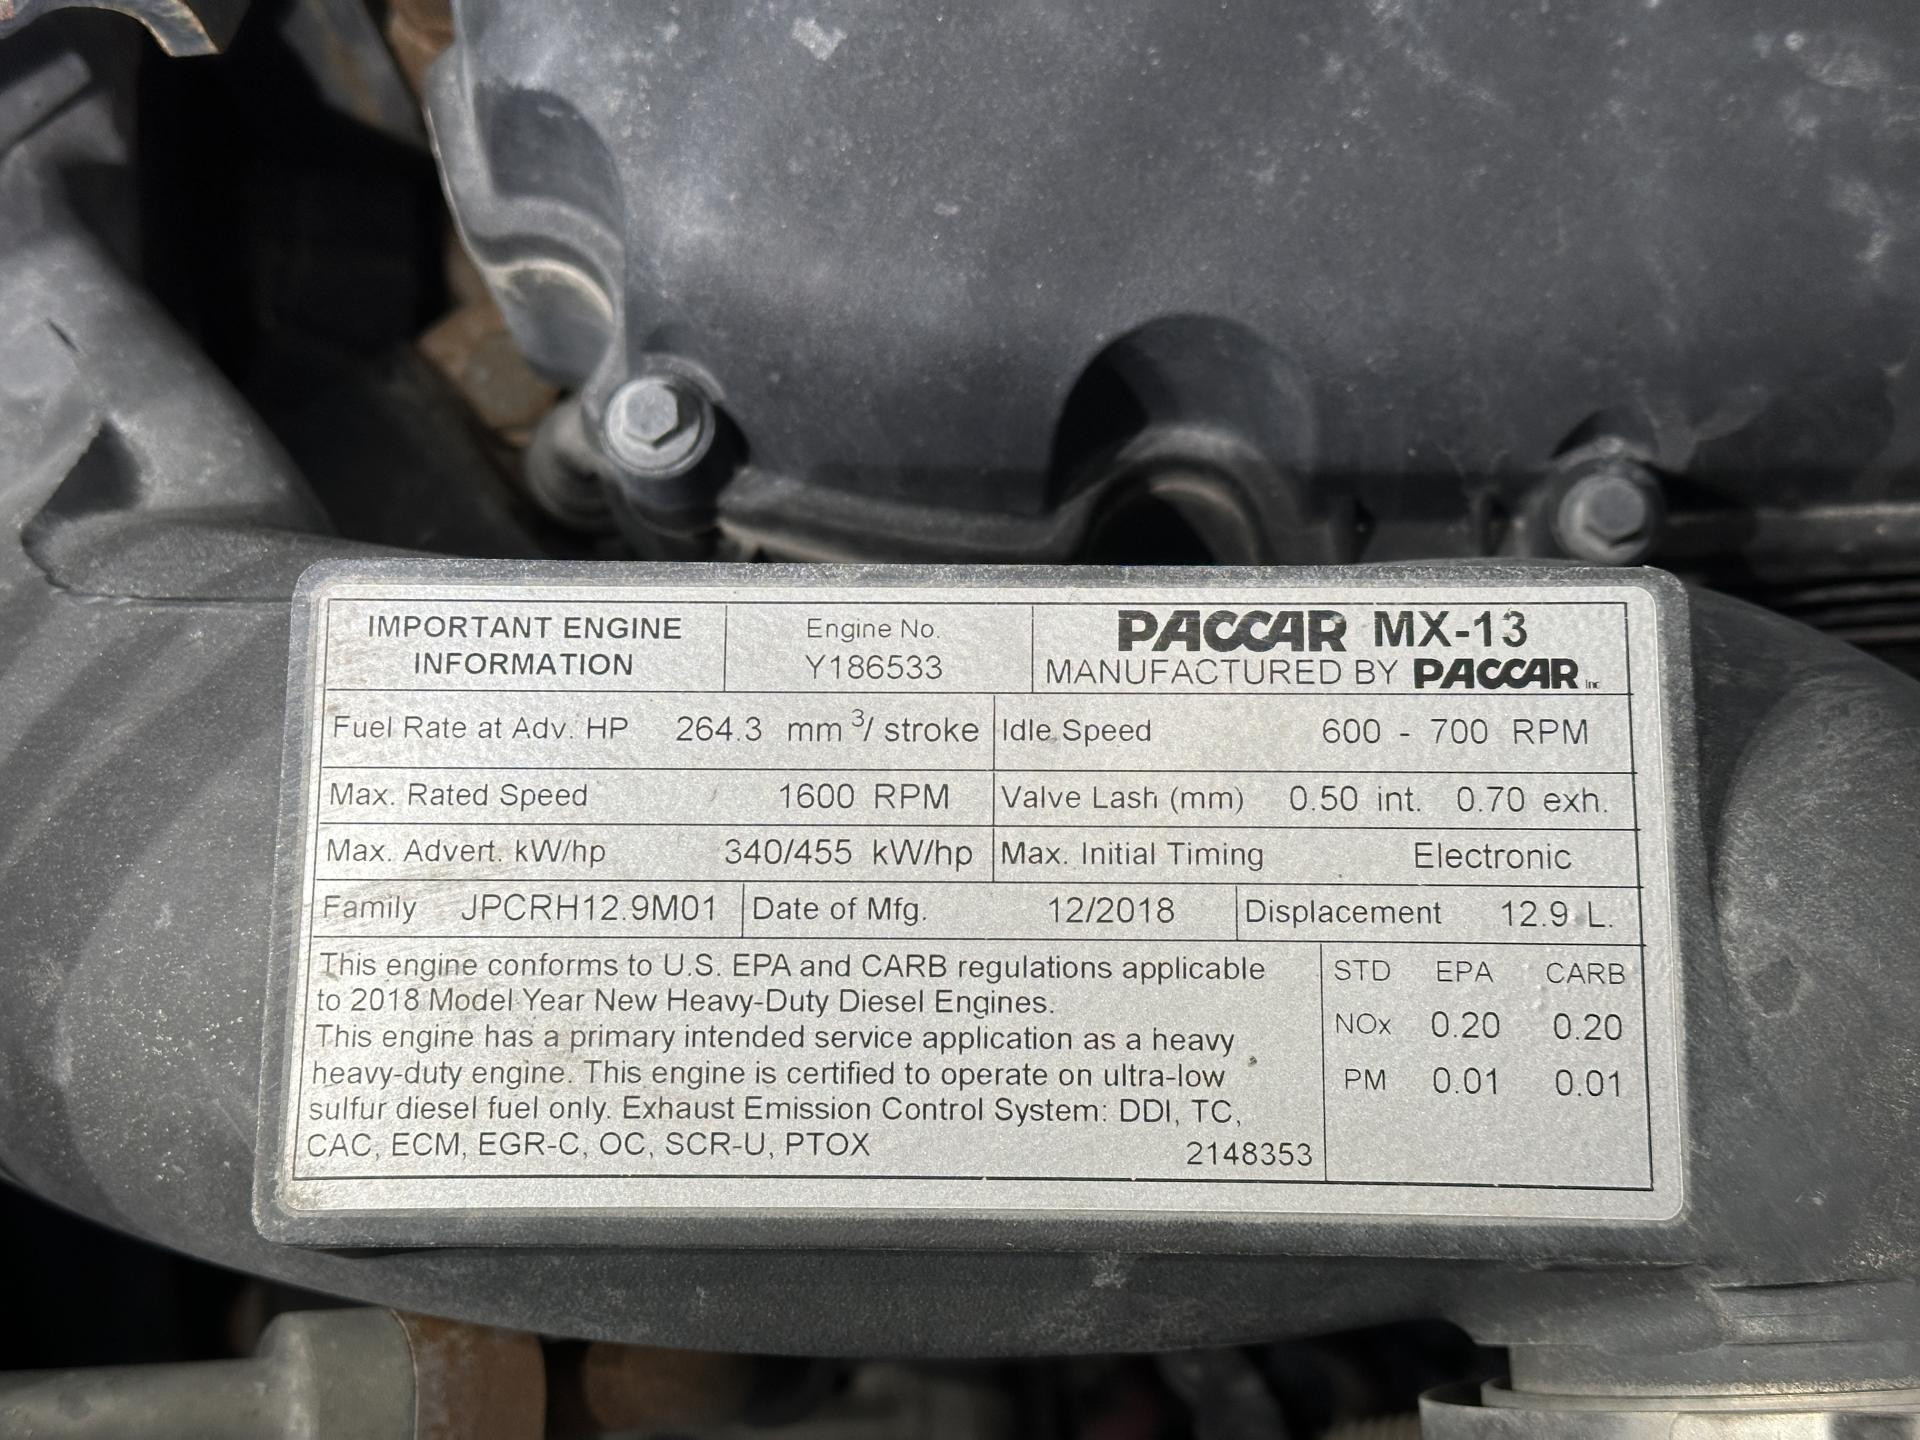 IMPORTANT ENGINE
INFORMATION
Engine No.
Y186533
PACCAR MX-13
MANUFACTURED BY PACCAR Inc
Fuel Rate at Adv. HP 264.3 mm³/ stroke
Idle Speed 600 - 700 RPM
Max. Rated Speed 1600 RPM
Valve Lash (mm) 0.50 int. 0.70 exh.
Max. Advert. kW/hp 340/455 kW/hp
Max. Initial Timing Electronic
Family JPCRH12.9M01
Date of Mfg. 12/2018
Displacement 12.9 L.
This engine conforms to U.S. EPA and CARB regulations applicable
to 2018 Model Year New Heavy-Duty Diesel Engines.
This engine has a primary intended service application as a heavy
heavy-duty engine. This engine is certified to operate on ultra-low
sulfur diesel fuel only. Exhaust Emission Control System: DDI, TC,
CAC, ECM, EGR-C, OC, SCR-U, PTOX
2148353
STD EPA CARB
NOx 0.20 0.20
PM 0.01 0.01